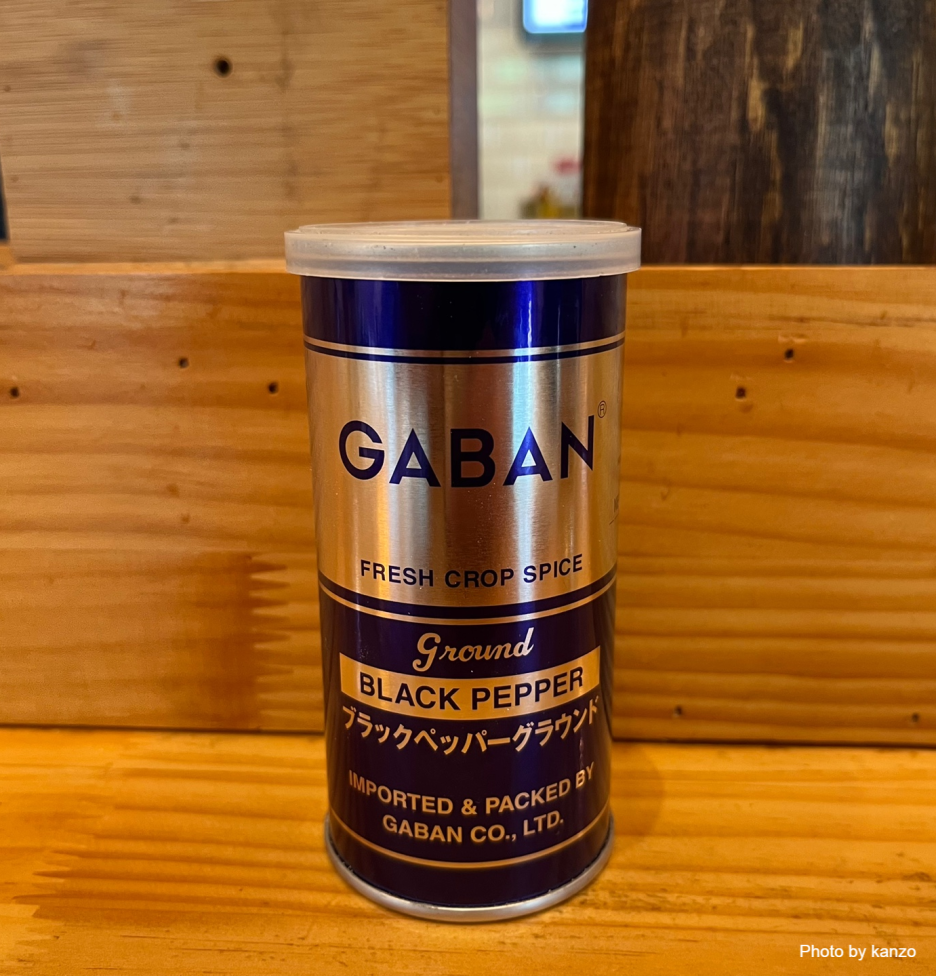 GABAN®
FRESH CROP SPICE
Ground
BLACK PEPPER
ブラックペッパーグラウンド
IMPORTED & PACKED BY
GABAN CO., LTD.
Photo by kanzo